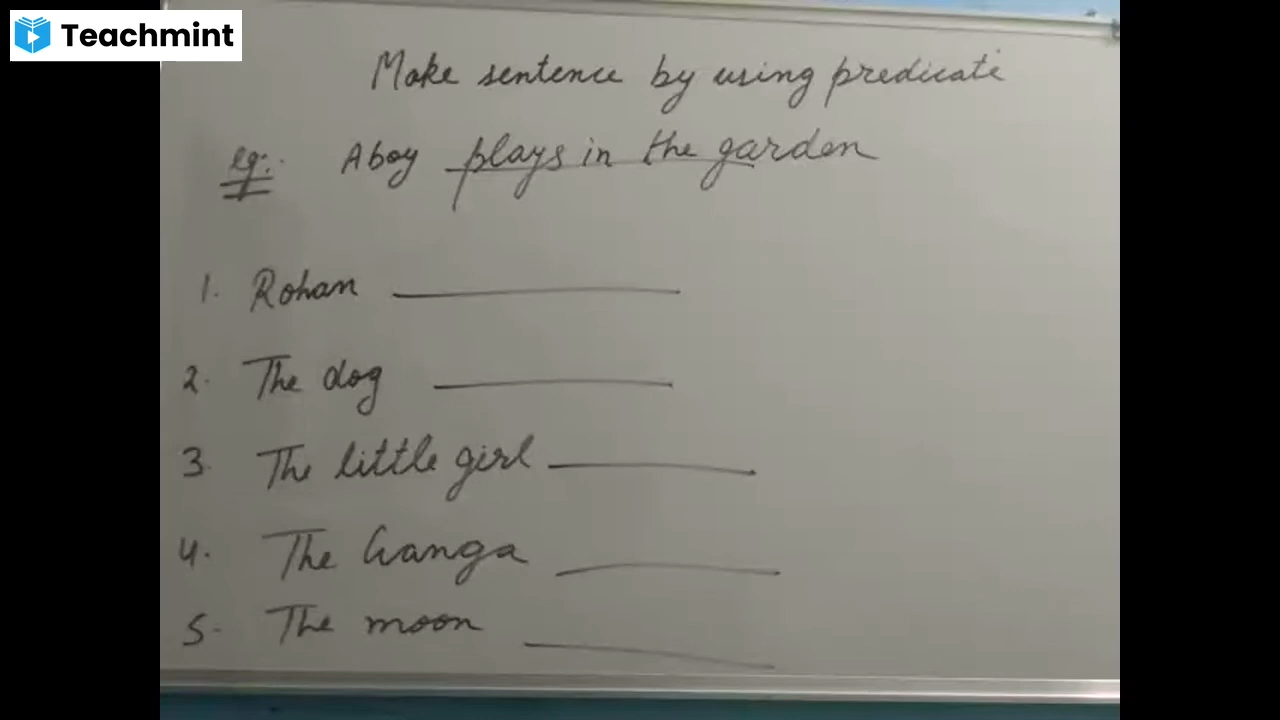 Teachmint
Make sentence by using predicate
eg:- A boy plays in the garden
1. Rohan
2. The dog
3. The little girl
4. The Ganga
5. The moon